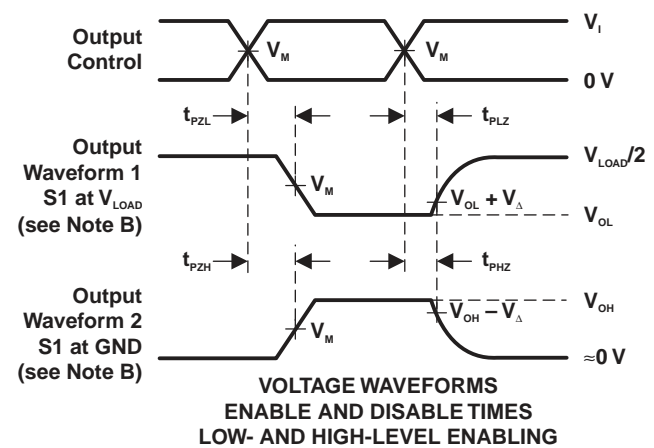 Output
Control
V_M
V_M
V_I
0 V
t_PZL
t_PLZ
Output
Waveform 1
S1 at V_LOAD
(see Note B)
V_M
V_OL + V_Δ
V_LOAD/2
V_OL
t_PZH
t_PHZ
Output
Waveform 2
S1 at GND
(see Note B)
V_M
V_OH – V_Δ
V_OH
≈0 V
VOLTAGE WAVEFORMS
ENABLE AND DISABLE TIMES
LOW- AND HIGH-LEVEL ENABLING